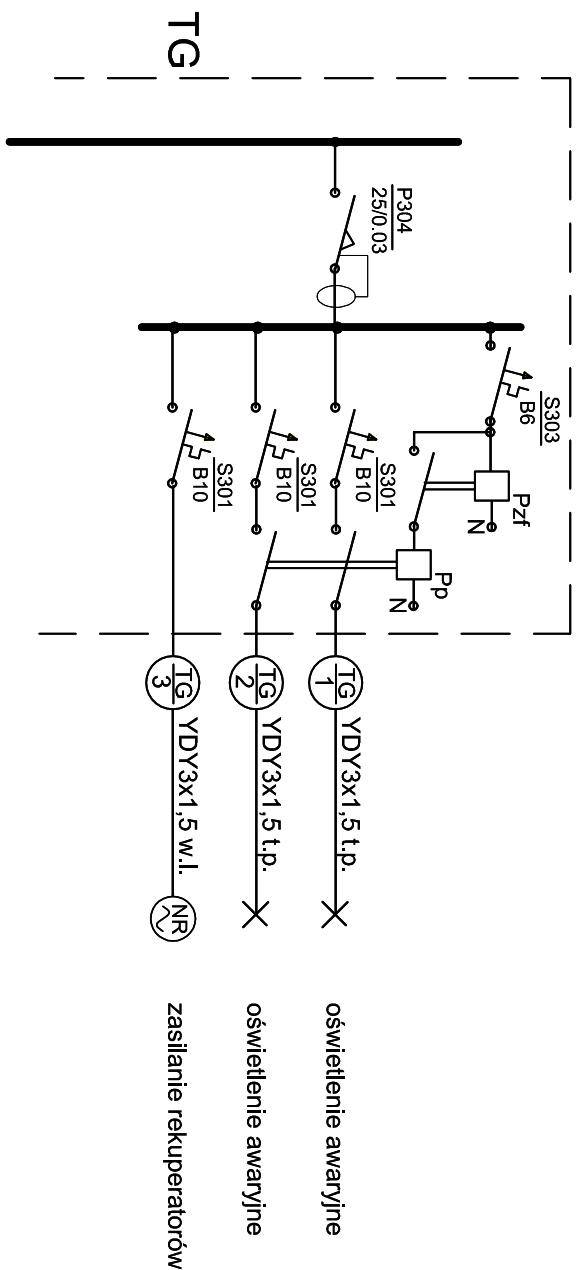 TG
P304
25/0.03
S303
B6
Pzf
N
Pp
N
S301
B10
S301
B10
S301
B10
TG
1
YDY3x1,5 t.p.
oświetlenie awaryjne
TG
2
YDY3x1,5 t.p.
oświetlenie awaryjne
TG
3
YDY3x1,5 w.l.
NR
zasilanie rekuperatorów